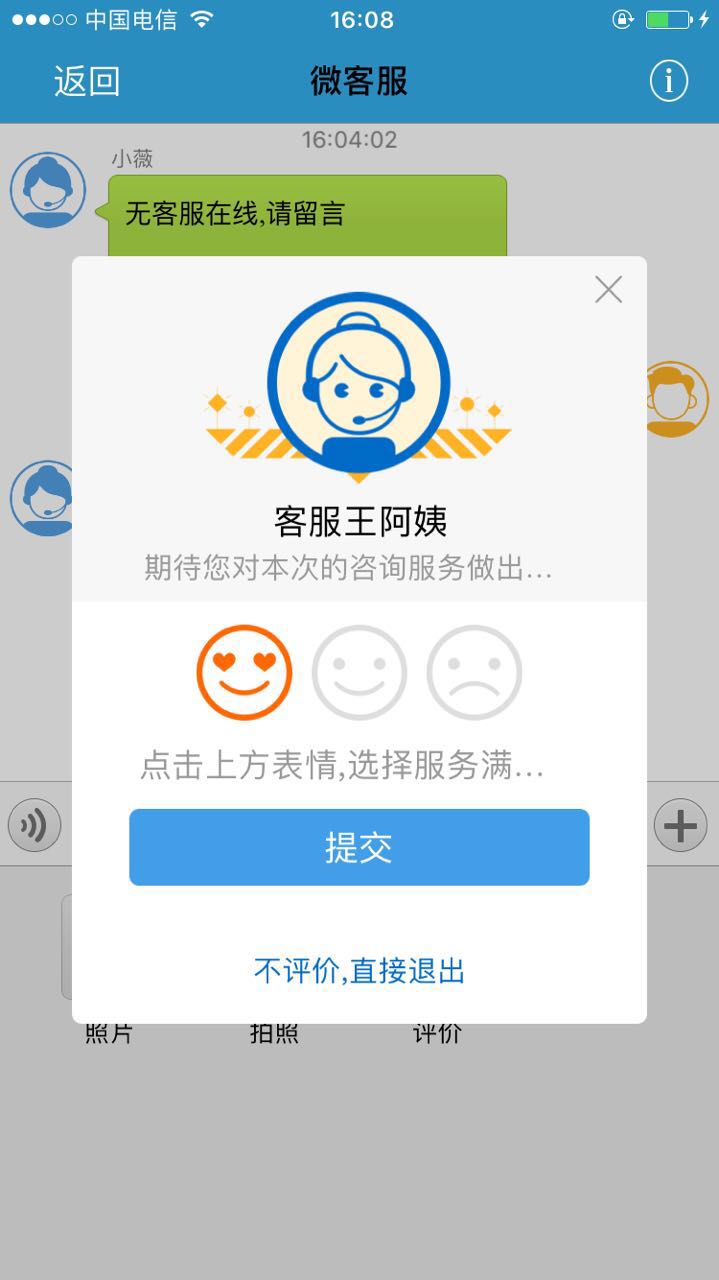 中国电信
16:08
返回
微客服
16:04:02
小薇
无客服在线,请留言
客服王阿姨
期待您对本次的咨询服务做出...
点击上方表情,选择服务满...
提交
不评价,直接退出
照片
拍照
评价